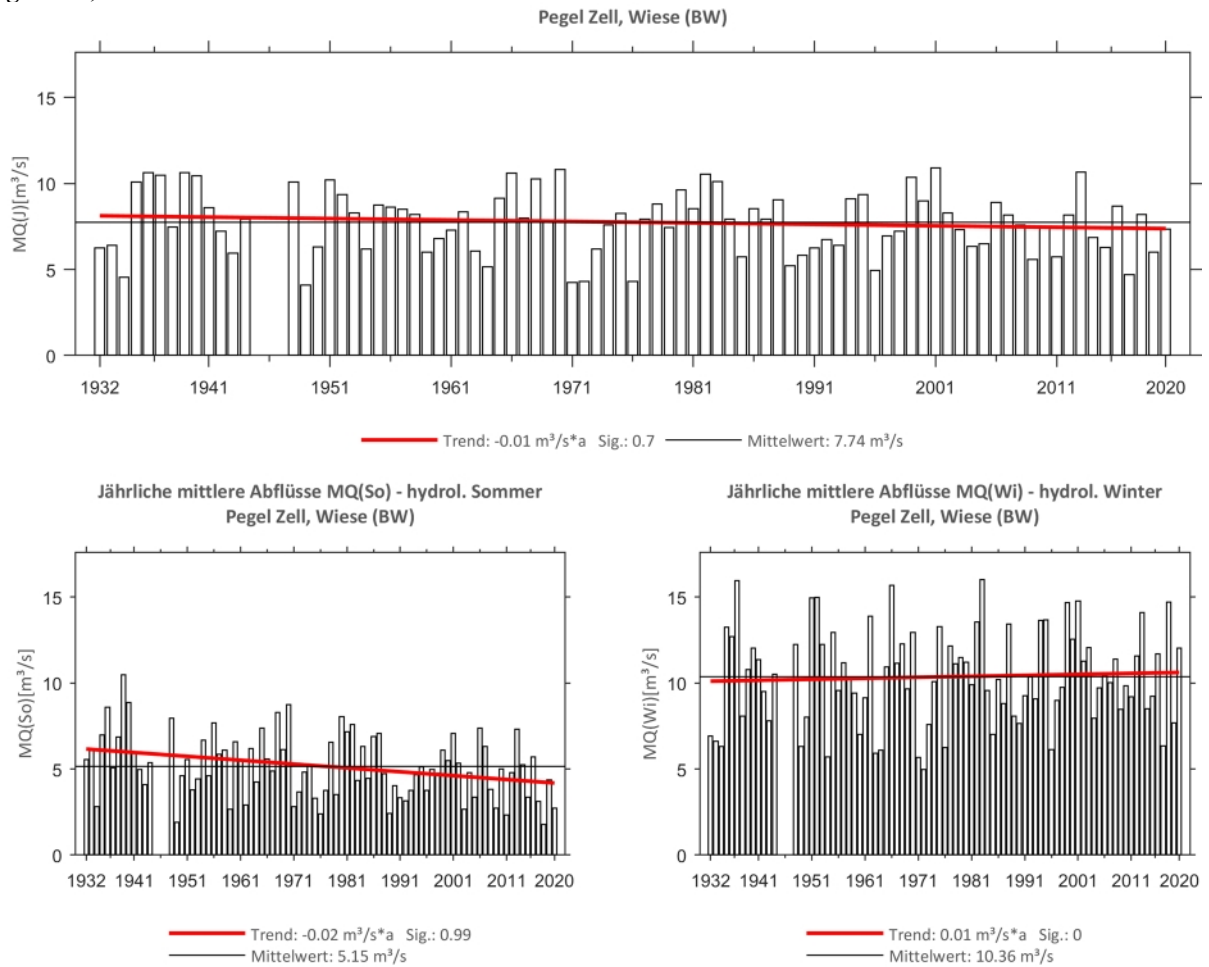 Pegel Zell, Wiese (BW)
15
10
5
0
MQ(J)[m³/s]
1932 1941 1951 1961 1971 1981 1991 2001 2011 2020
Trend: -0.01 m³/s*a Sig.: 0.7 Mittelwert: 7.74 m³/s
Jährliche mittlere Abflüsse MQ(So) - hydrol. Sommer
Pegel Zell, Wiese (BW)
15
10
5
0
MQ(So)[m³/s]
1932 1941 1951 1961 1971 1981 1991 2001 2011 2020
Trend: -0.02 m³/s*a Sig.: 0.99
Mittelwert: 5.15 m³/s
Jährliche mittlere Abflüsse MQ(Wi) - hydrol. Winter
Pegel Zell, Wiese (BW)
15
10
5
0
MQ(Wi)[m³/s]
1932 1941 1951 1961 1971 1981 1991 2001 2011 2020
Trend: 0.01 m³/s*a Sig.: 0
Mittelwert: 10.36 m³/s